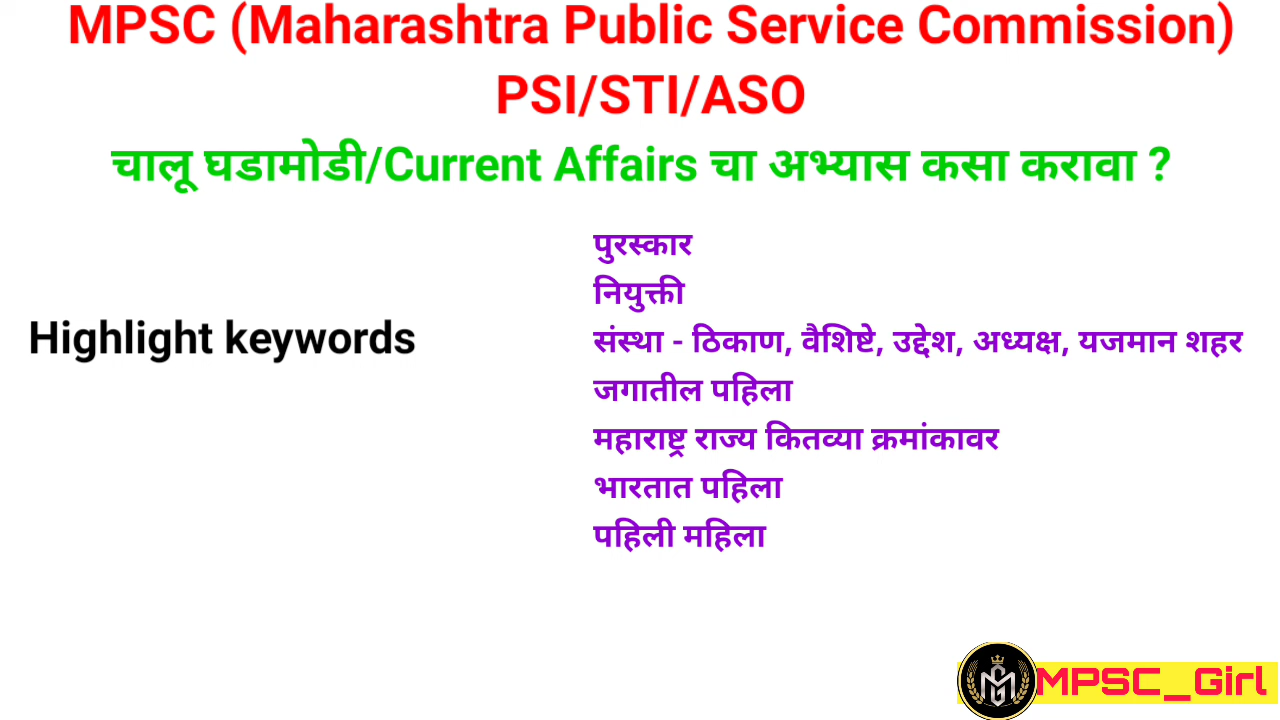 MPSC (Maharashtra Public Service Commission)
PSI/STI/ASO
चालू घडामोडी/Current Affairs चा अभ्यास कसा करावा ?
Highlight keywords
पुरस्कार
नियुक्ती
संस्था - ठिकाण, वैशिष्टे, उद्देश, अध्यक्ष, यजमान शहर
जगातील पहिला
महाराष्ट्र राज्य कितव्या क्रमांकावर
भारतात पहिला
पहिली महिला
MPSC_Girl